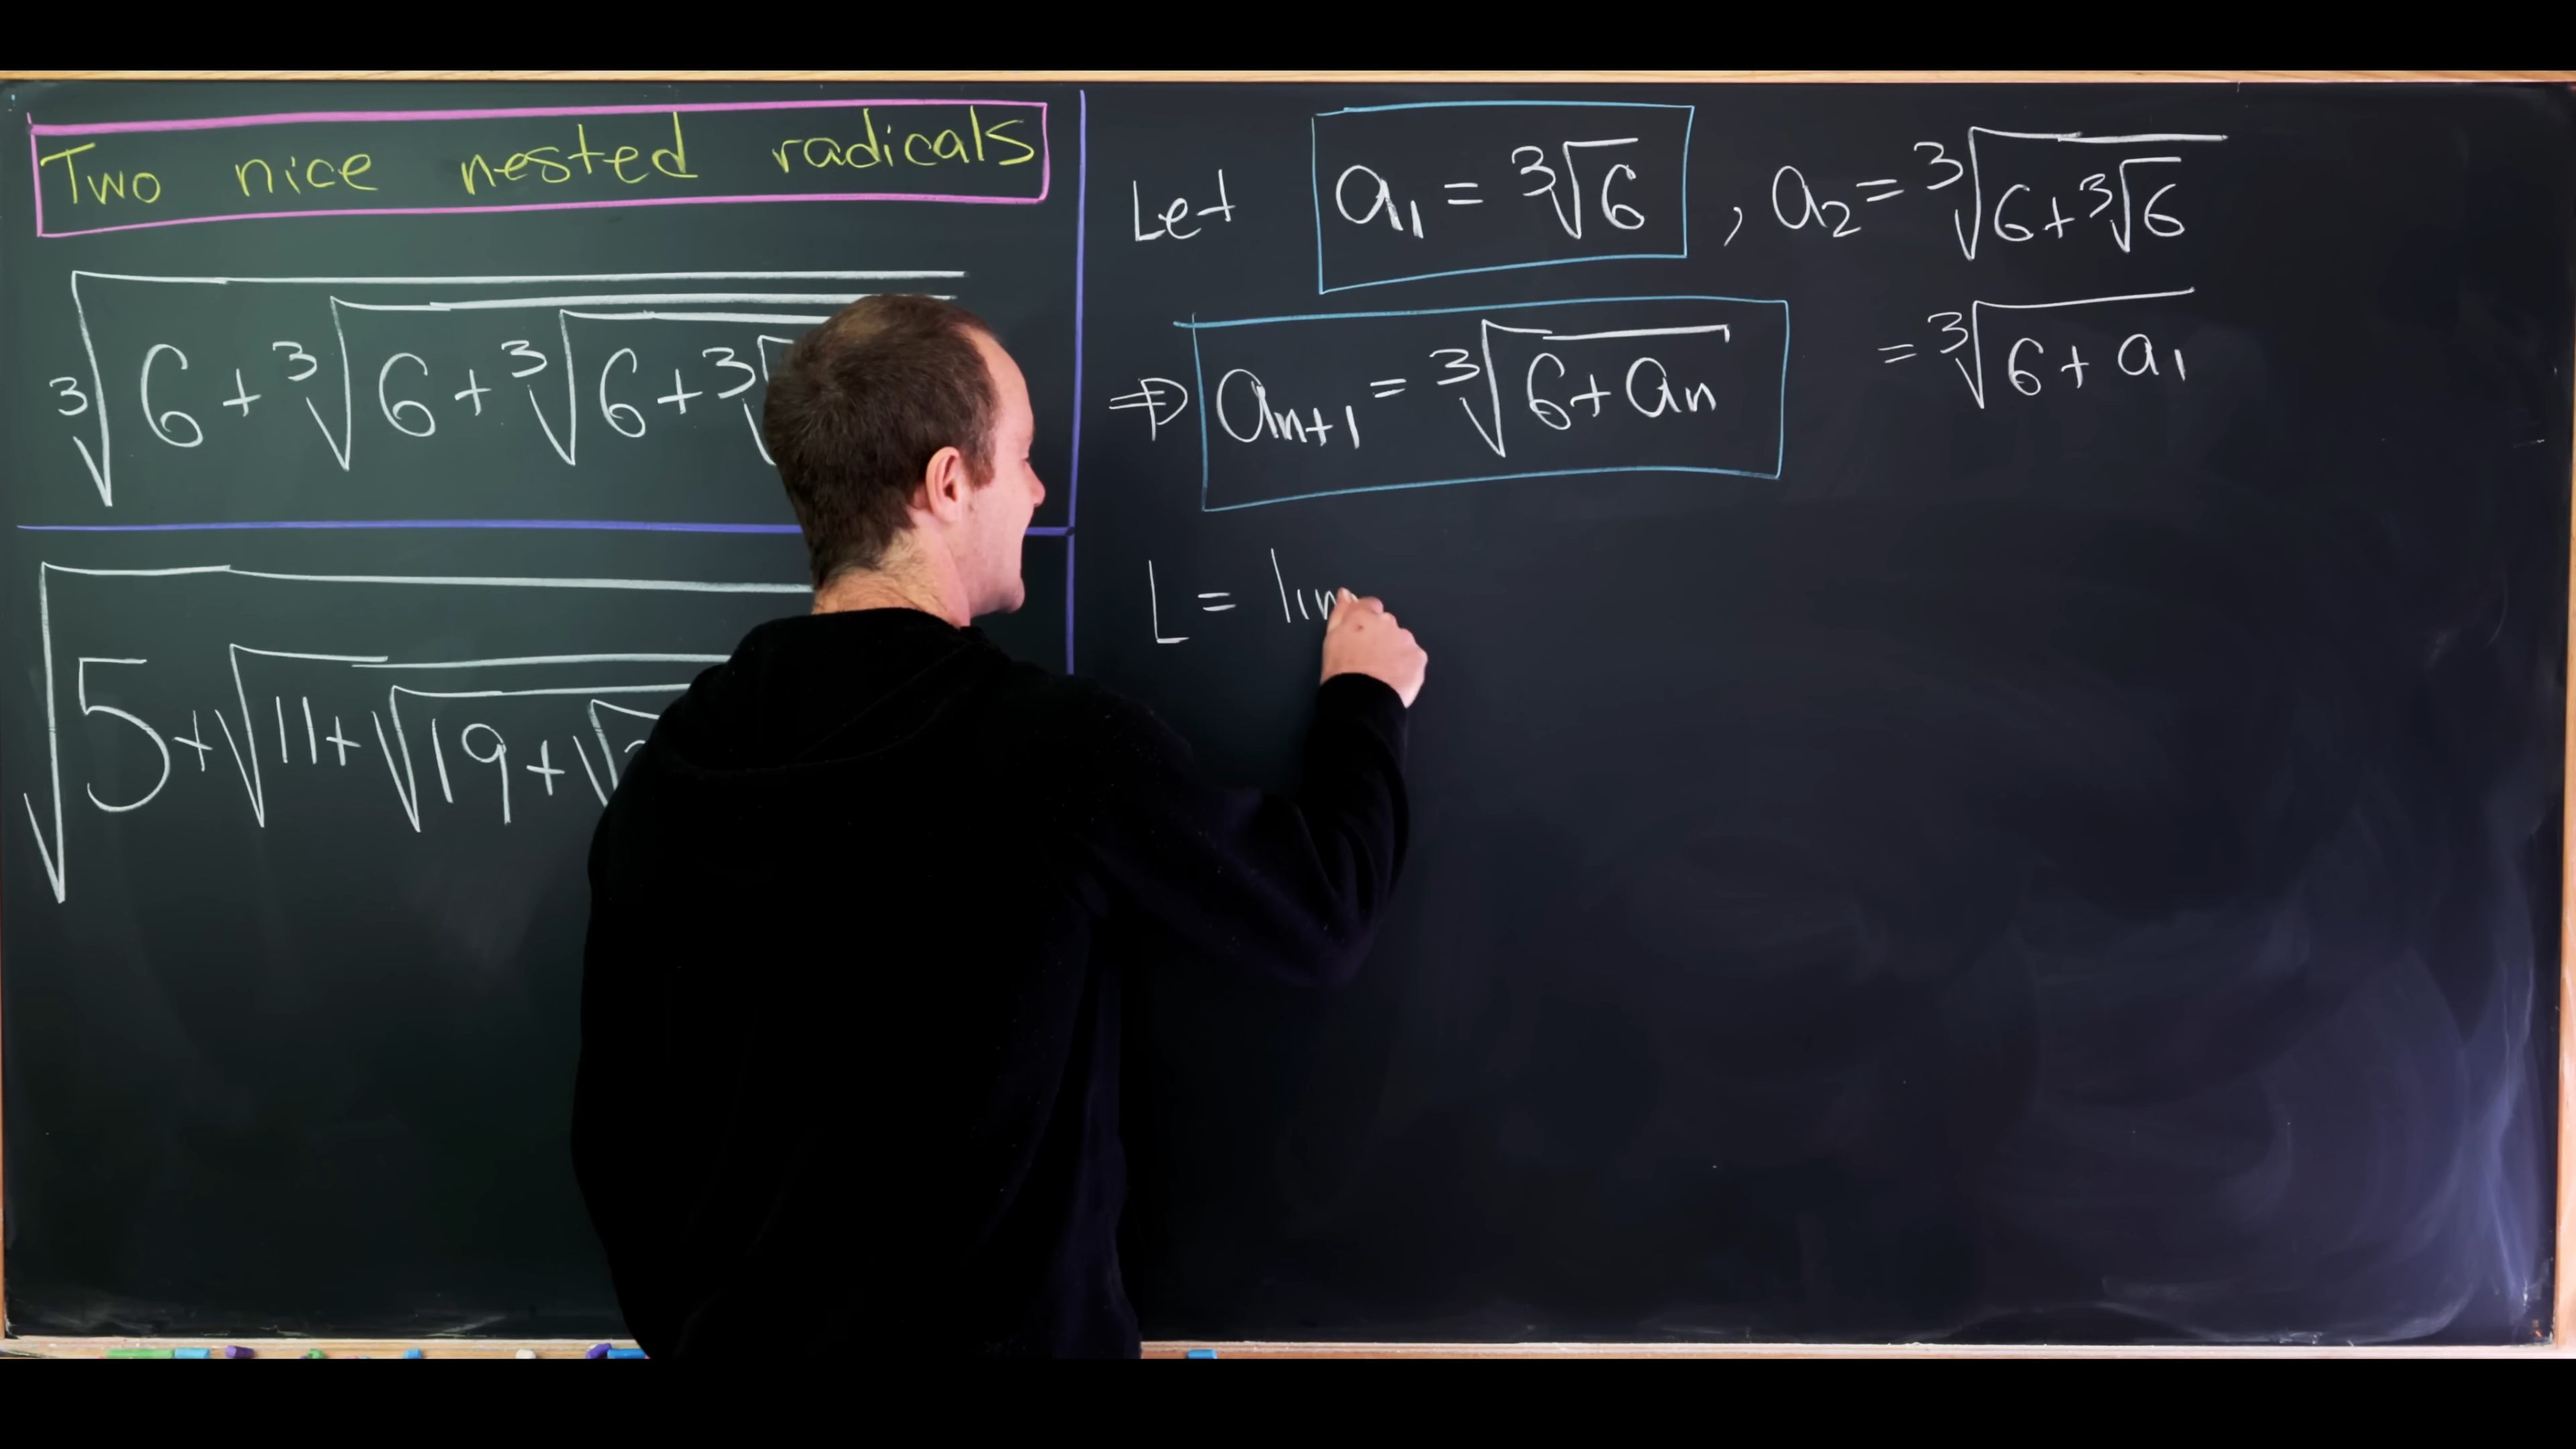 Two nice nested radicals
∛6+∛6+∛6+∛
√5+√11+√19+√
Let a₁ = ∛6 , a₂ = ∛6+∛6
= ∛6 + a₁
⇒ aₙ₊₁ = ∛6 + aₙ
L = lim